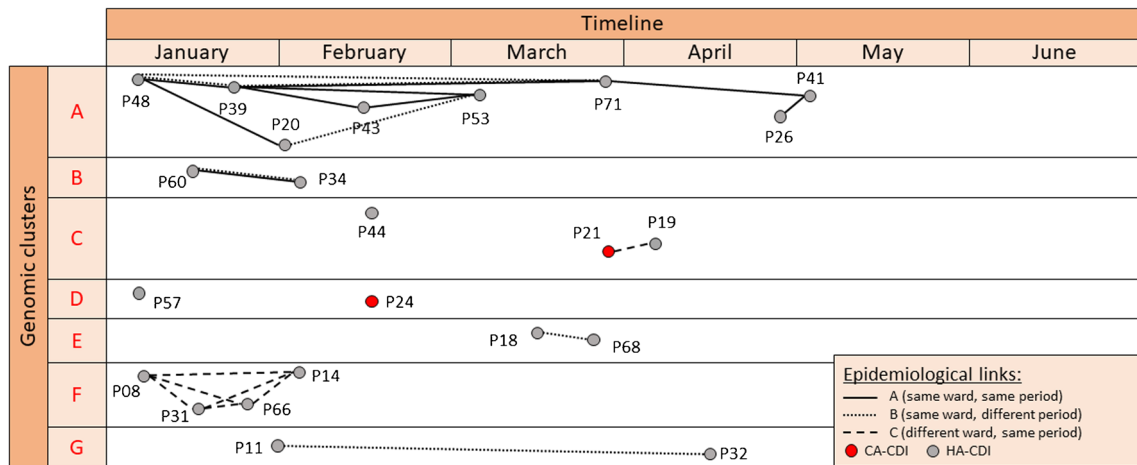 Timeline
January February March April May June
Genomic clusters
A
P48 P39 P20 P43 P53 P71 P41 P26
B
P60 P34
C
P44 P21 P19
D
P57 P24
E
P18 P68
F
P08 P31 P66 P14
G
P11 P32
Epidemiological links:
A (same ward, same period)
B (same ward, different period)
C (different ward, same period)
CA-CDI HA-CDI